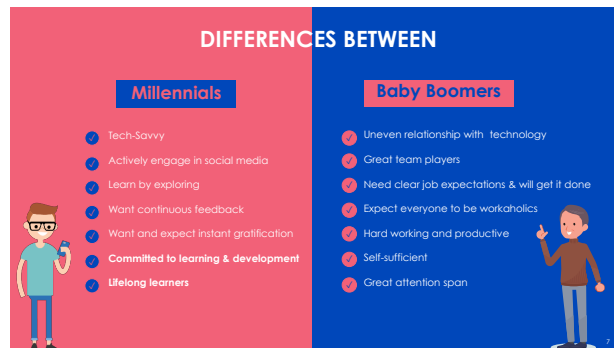 DIFFERENCES BETWEEN
Millennials
Tech-Savvy
Actively engage in social media
Learn by exploring
Want continuous feedback
Want and expect instant gratification
Committed to learning & development
Lifelong learners
Baby Boomers
Uneven relationship with technology
Great team players
Need clear job expectations & will get it done
Expect everyone to be workaholics
Hard working and productive
Self-sufficient
Great attention span
7